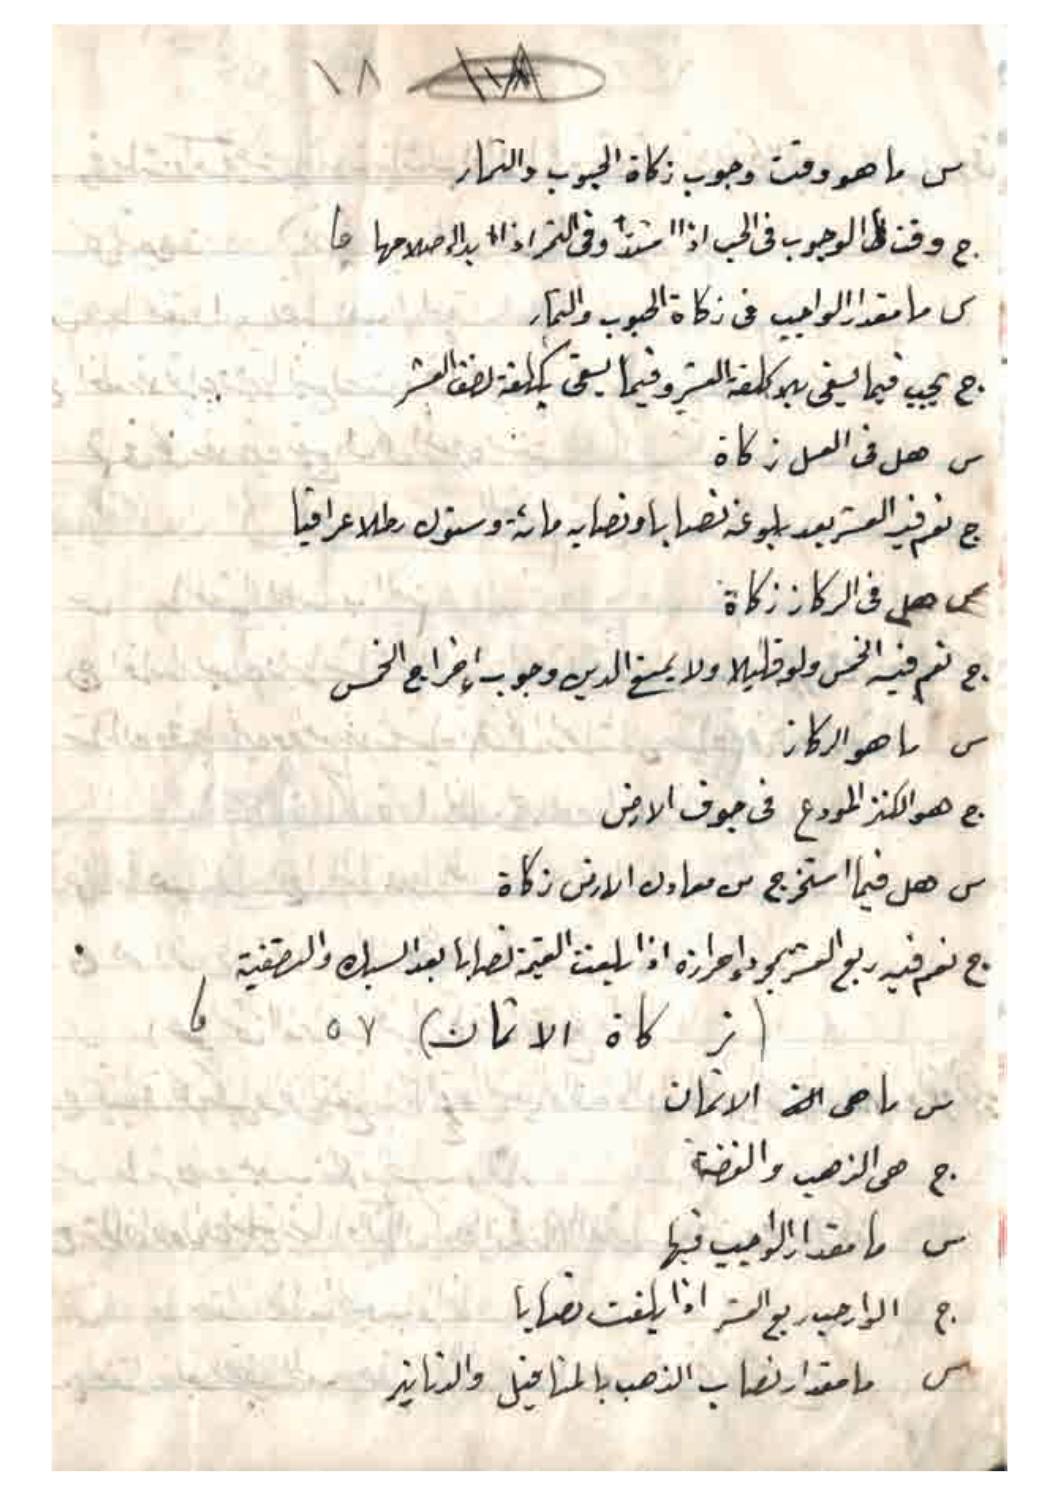 ١٨
س ما هو وقت وجوب زكاة الحبوب والثمار
ج وقت الوجوب في الحب اذا اشتد وفي الثمر اذا بدا صلاحها
س ما مقدار الواجب في زكاة الحبوب والثمار
ج يجب فيما يسقى بلا كلفة العشر وفيما يسقى بكلفة نصف العشر
س هل في العسل زكاة
ج نعم فيه العشر بعد بلوغه نصابا ونصابه مائة وستون رطلا عراقيا
س هل في الركاز زكاة
ج نعم فيه الخمس ولو قليلا ولا يمنع الدين وجوب إخراج الخمس
س ما هو الركاز
ج هو الكنز المودع في جوف الارض
س هل فيما استخرج من معادن الارض زكاة
ج نعم فيه ربع العشر بمجرد إحرازه اذا بلغت القيمة نصابا بعد السبك والتصفية
(زكاة الاثمان) ٥٧
س ما هي الاثمان
ج هي الذهب والفضة
س ما مقدار الواجب فيها
ج الواجب ربع العشر اذا بلغت نصابا
س ما مقدار نصاب الذهب بالمثاقيل والدنانير